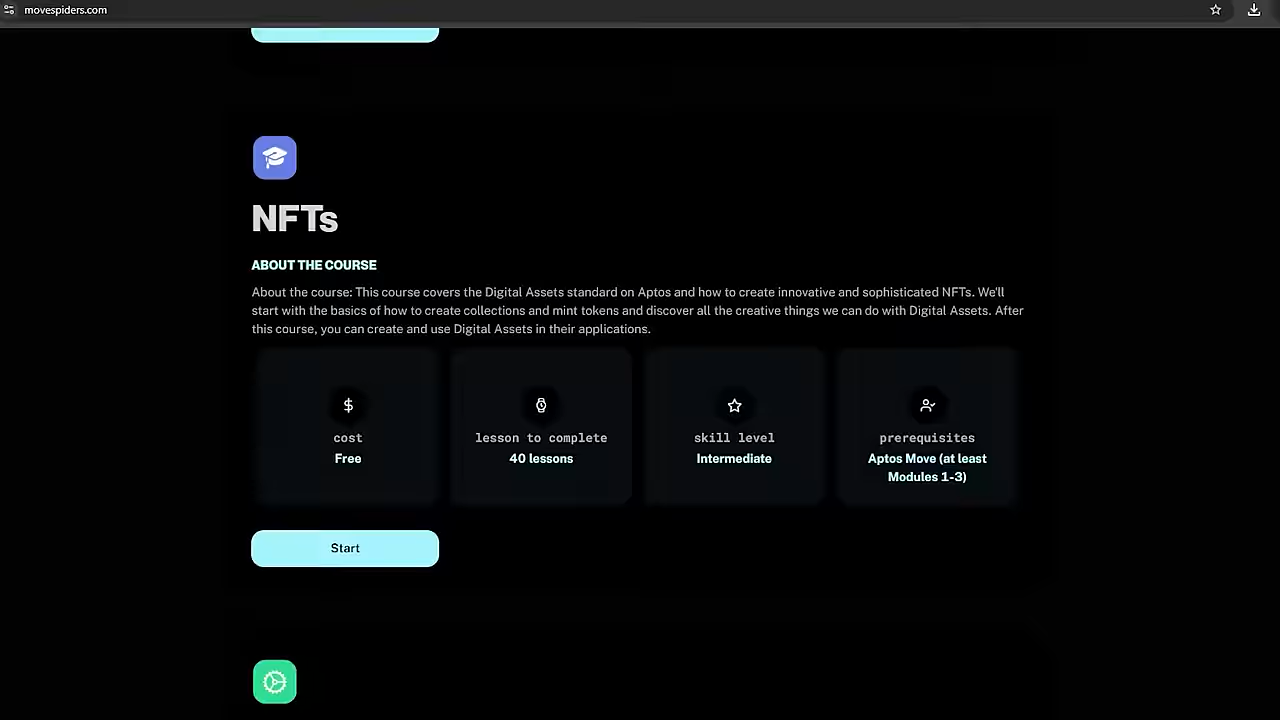 movespiders.com
NFTs
ABOUT THE COURSE
About the course: This course covers the Digital Assets standard on Aptos and how to create innovative and sophisticated NFTs. We'll
start with the basics of how to create collections and mint tokens and discover all the creative things we can do with Digital Assets. After
this course, you can create and use Digital Assets in their applications.
cost
Free
lesson to complete
40 lessons
skill level
Intermediate
prerequisites
Aptos Move (at least
Modules 1-3)
Start